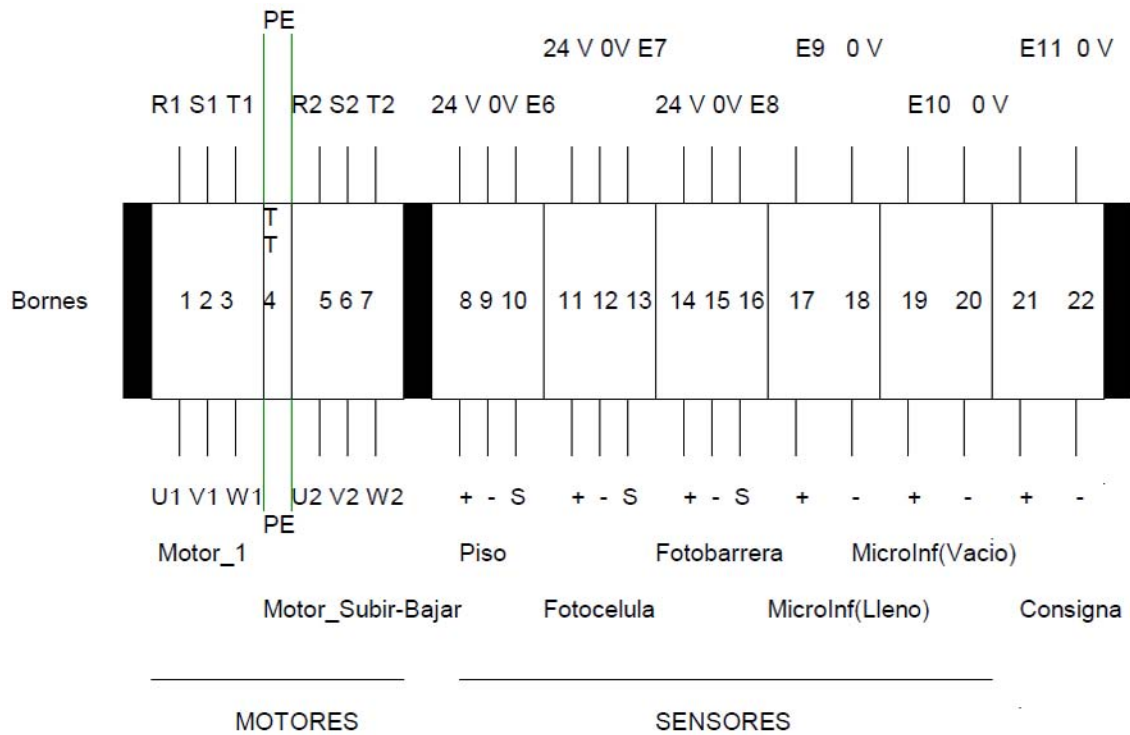 PE
24 V 0V E7 E9 0 V E11 0 V
R1 S1 T1 R2 S2 T2 24 V 0V E6 24 V 0V E8 E10 0 V
T
T
Bornes 1 2 3 4 5 6 7 8 9 10 11 12 13 14 15 16 17 18 19 20 21 22
U1 V1 W1 U2 V2 W2 + - S + - S + - S + - + - + -
PE
Motor_1 Piso Fotobarrera MicroInf(Vacio)
Motor_Subir-Bajar Fotocelula MicroInf(Lleno) Consigna
MOTORES SENSORES